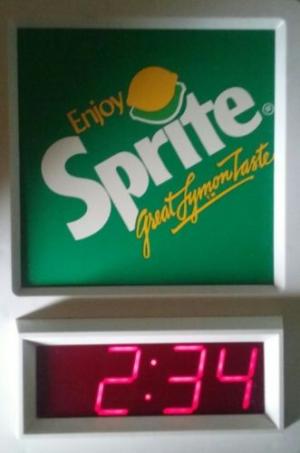 Enjoy
Sprite®
Great Lymon Taste
2:34